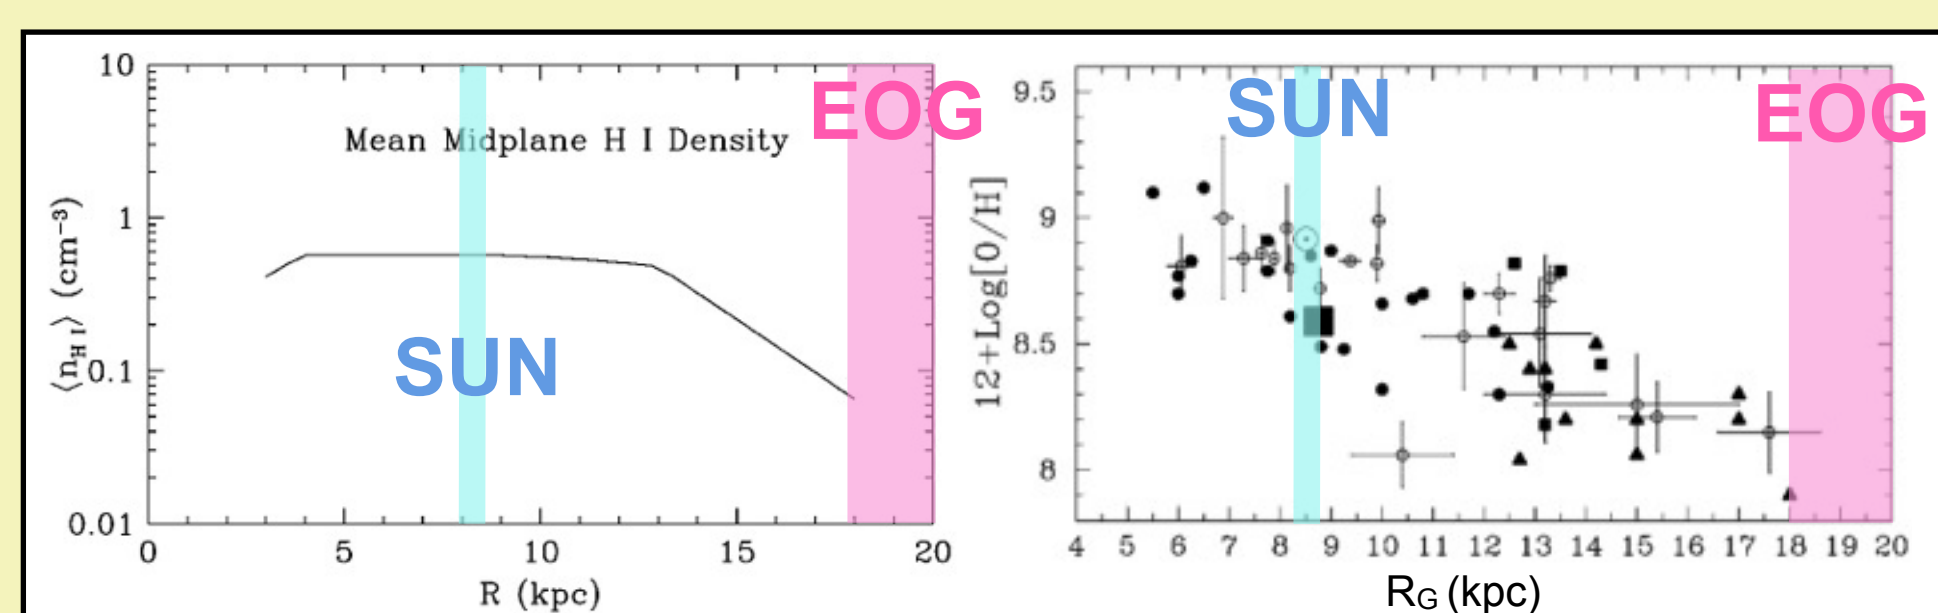 10
1
0.1
0.01
⟨n_H I⟩ (cm⁻³)
Mean Midplane H I Density
SUN
EOG
0 5 10 15 20
R (kpc)
9.5
9
8.5
8
12+Log[O/H]
SUN
EOG
4 5 6 7 8 9 10 11 12 13 14 15 16 17 18 19 20
R_G (kpc)